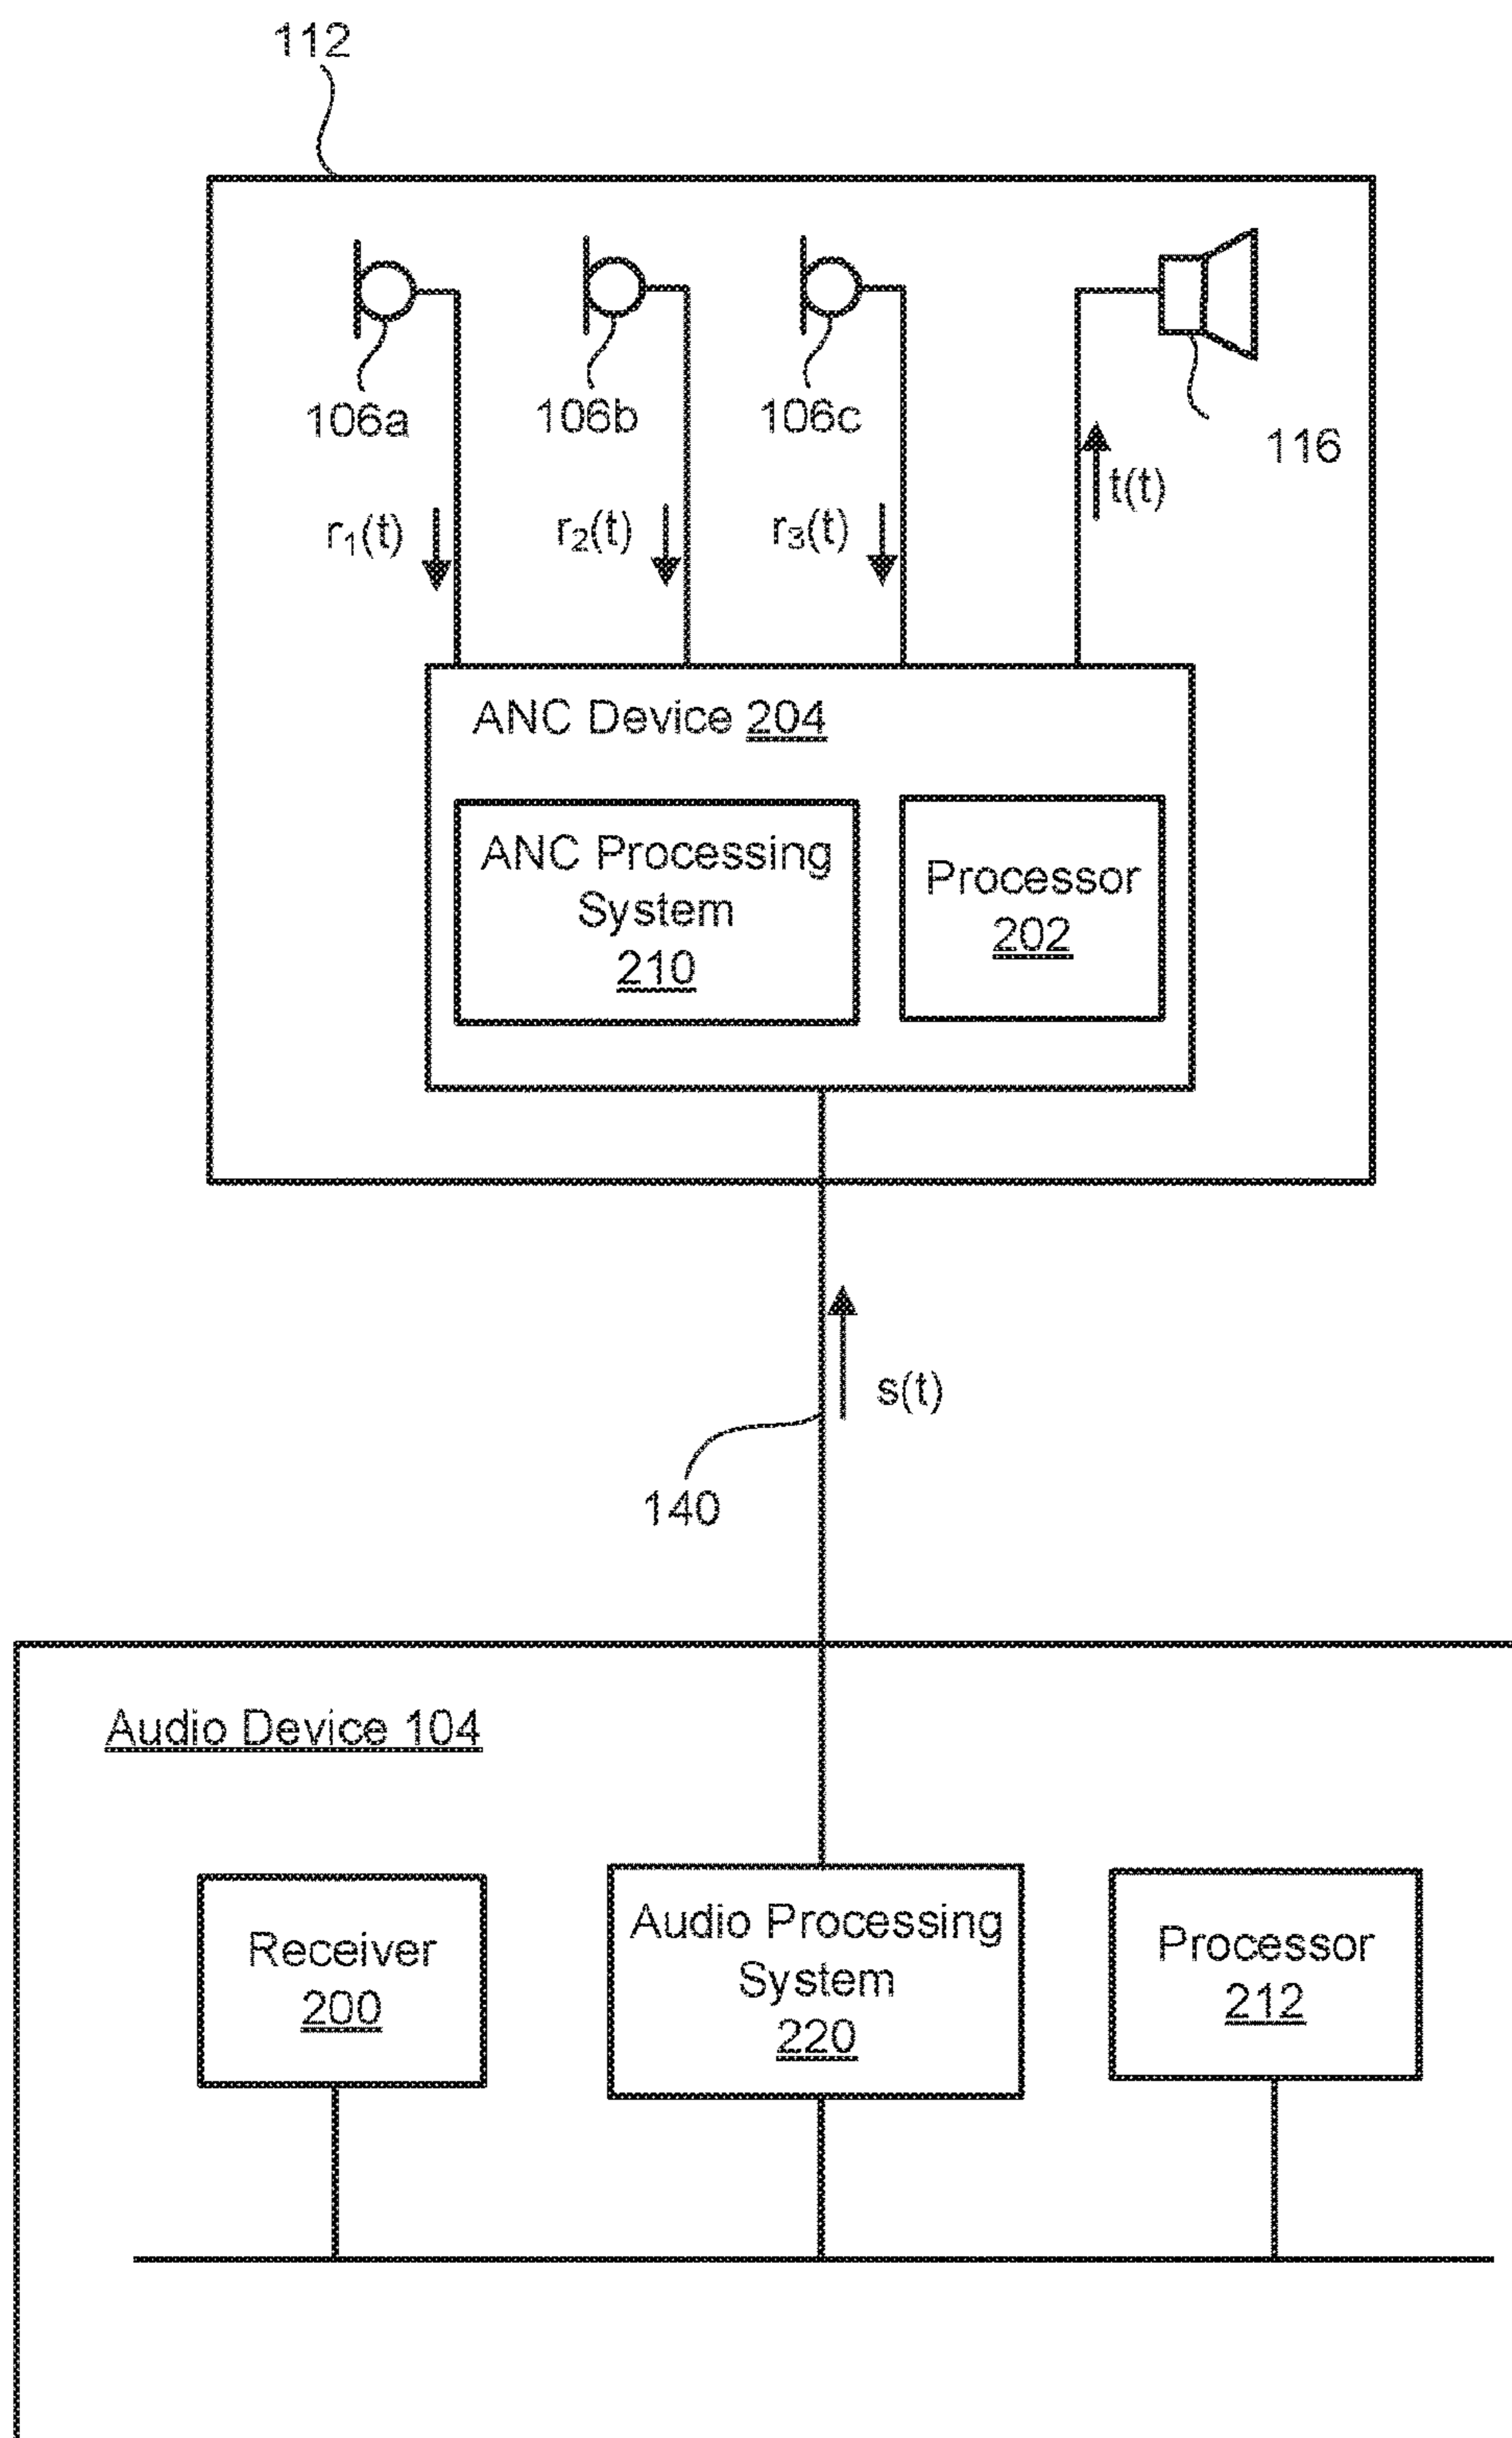 112
106a
106b
106c
116
r₁(t)
r₂(t)
r₃(t)
t(t)
ANC Device 204
ANC Processing
System
210
Processor
202
s(t)
140
Audio Device 104
Receiver
200
Audio Processing
System
220
Processor
212